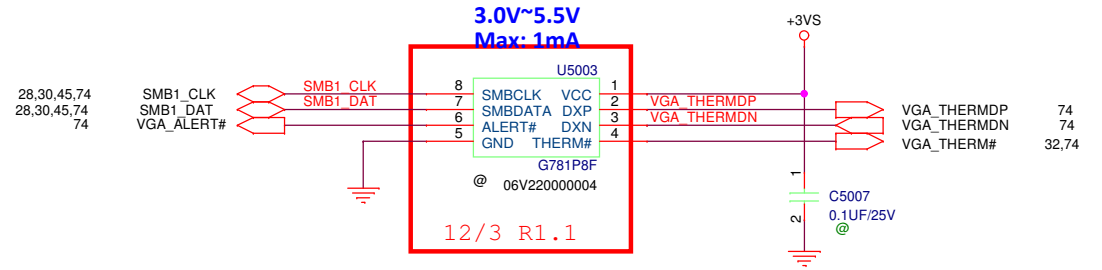 3.0V~5.5V
Max: 1mA
+3VS
U5003
28,30,45,74 SMB1_CLK SMB1_CLK 8 SMBCLK VCC 1
28,30,45,74 SMB1_DAT SMB1_DAT 7 SMBDATA DXP 2 VGA_THERMDP VGA_THERMDP 74
74 VGA_ALERT# 6 ALERT# DXN 3 VGA_THERMDN VGA_THERMDN 74
5 GND THERM# 4 VGA_THERM# 32,74
G781P8F
@ 06V220000004
1
C5007
0.1UF/25V
2
@
12/3 R1.1